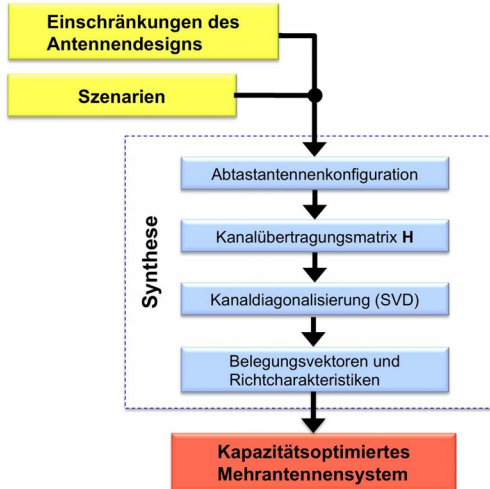 Einschränkungen des
Antennendesigns
Szenarien
Synthese
Abtastantennenkonfiguration
Kanalübertragungsmatrix H
Kanaldiagonalisierung (SVD)
Belegungsvektoren und
Richtcharakteristiken
Kapazitätsoptimiertes
Mehrantennensystem